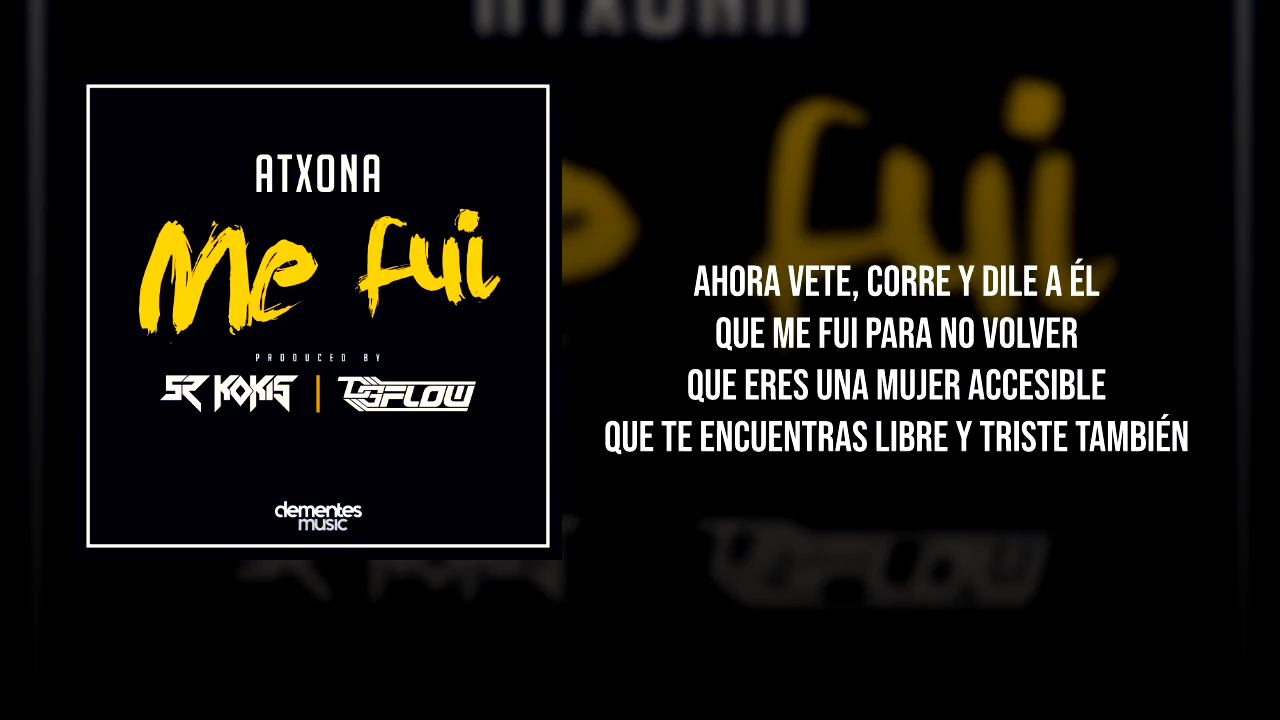 ATXONA
Me fui
PRODUCED BY
SR KOKIS | DG FLOW
dementes
music
AHORA VETE, CORRE Y DILE A ÉL
QUE ME FUI PARA NO VOLVER
QUE ERES UNA MUJER ACCESIBLE
QUE TE ENCUENTRAS LIBRE Y TRISTE TAMBIÉN